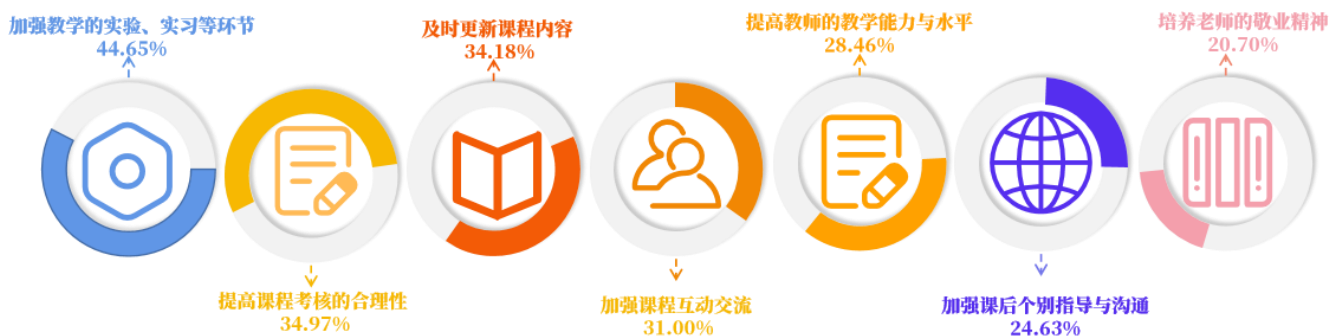 加强教学的实验、实习等环节
44.65%
提高课程考核的合理性
34.97%
及时更新课程内容
34.18%
加强课程互动交流
31.00%
提高教师的教学能力与水平
28.46%
加强课后个别指导与沟通
24.63%
培养老师的敬业精神
20.70%